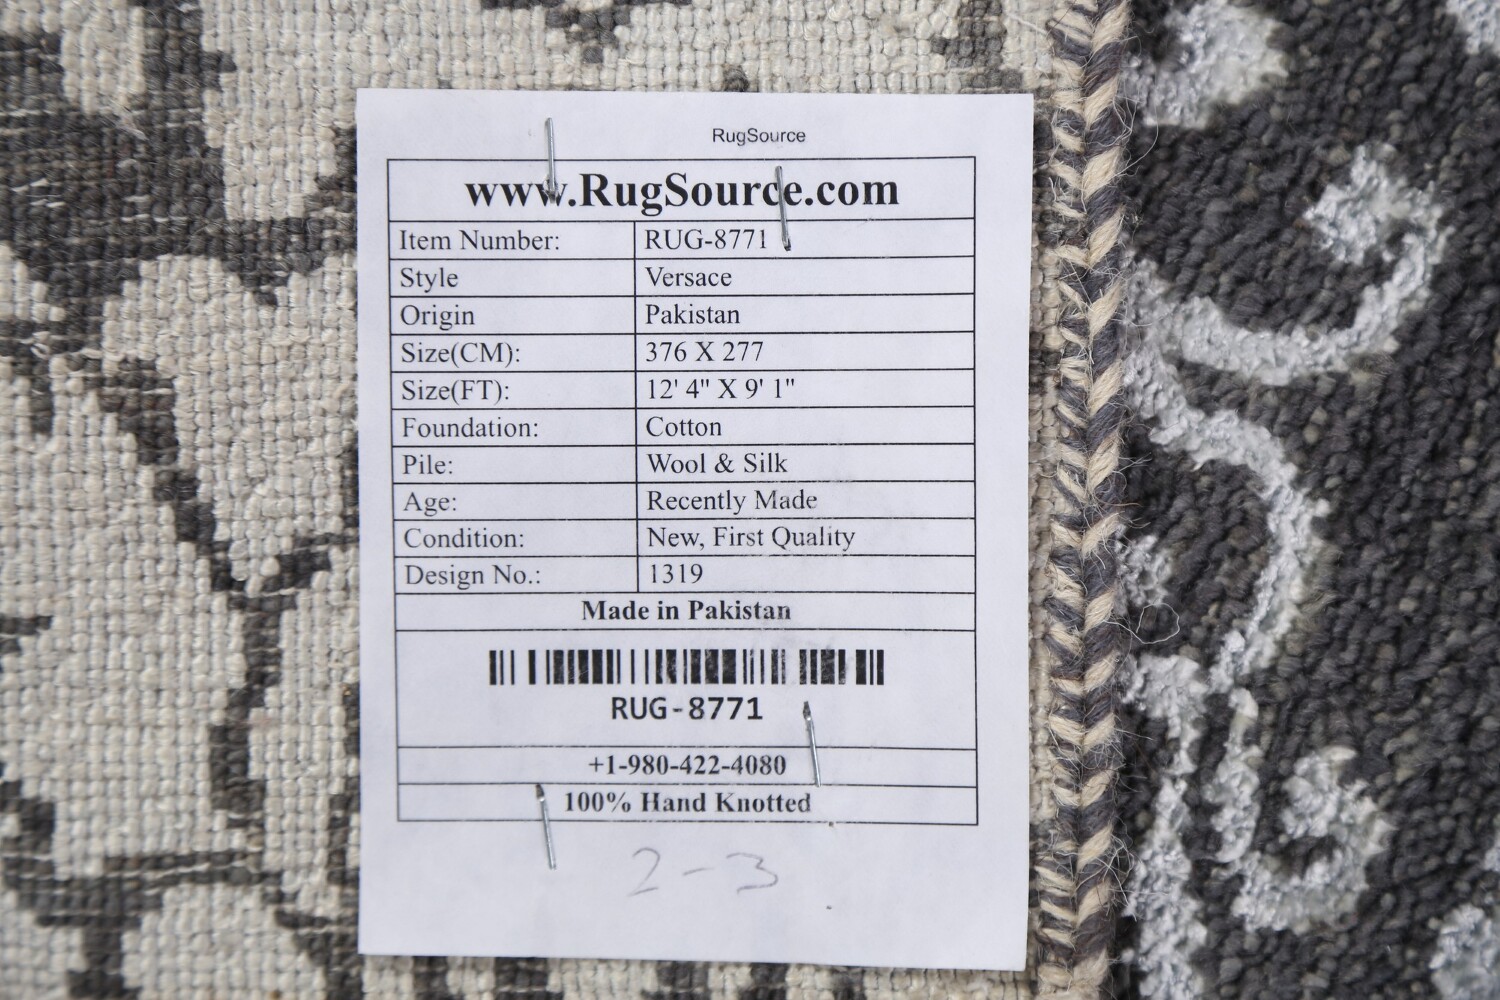 RugSource
www.RugSource.com
Item Number: RUG-8771
Style Versace
Origin Pakistan
Size(CM): 376 X 277
Size(FT): 12' 4" X 9' 1"
Foundation: Cotton
Pile: Wool & Silk
Age: Recently Made
Condition: New, First Quality
Design No.: 1319
Made in Pakistan
RUG-8771
+1-980-422-4080
100% Hand Knotted
2-3